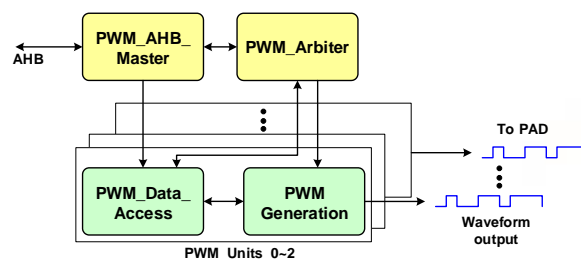 AHB
PWM_AHB_
Master
PWM_Arbiter
To PAD
PWM_Data_
Access
PWM
Generation
Waveform
output
PWM Units 0~2